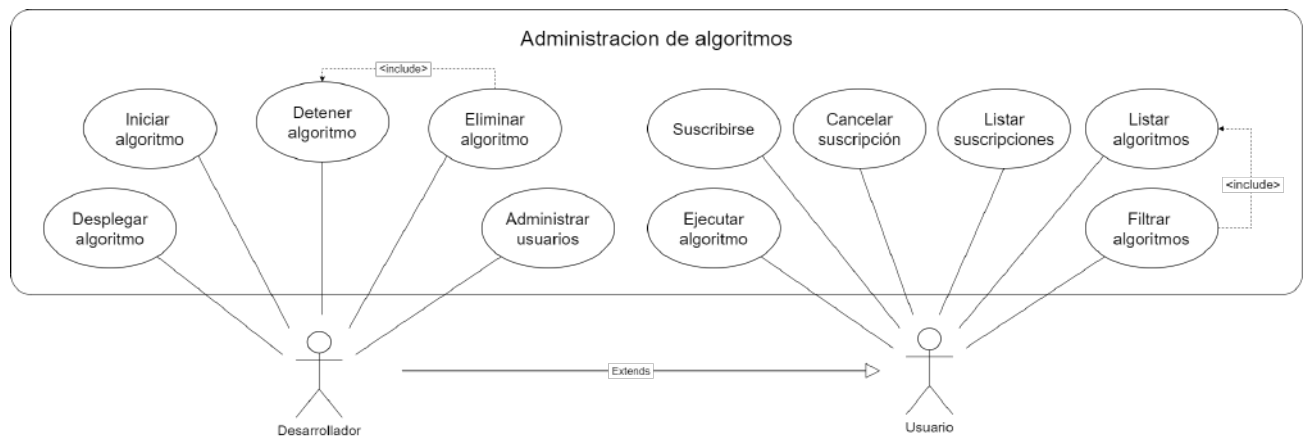 Administracion de algoritmos
<include>
Iniciar
algoritmo
Detener
algoritmo
Eliminar
algoritmo
Suscribirse
Cancelar
suscripción
Listar
suscripciones
Listar
algoritmos
<include>
Desplegar
algoritmo
Administrar
usuarios
Ejecutar
algoritmo
Filtrar
algoritmos
Extends
Desarrollador
Usuario